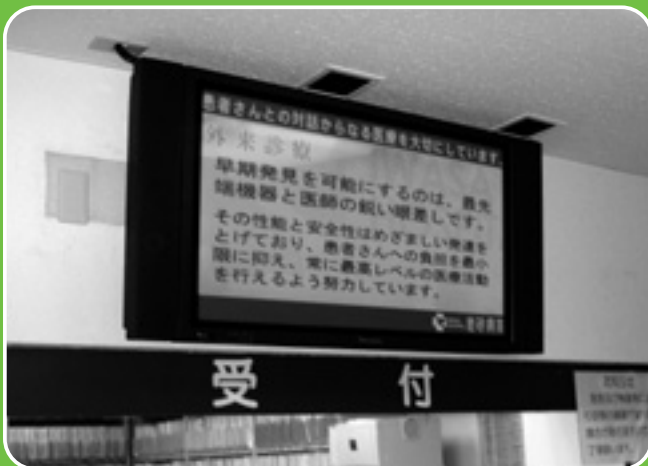 患者さんとの対話からなる医療を大切にしています。
外来診療
早期発見を可能にするのは、最先
端機器と医師の鋭い眼差しです。
その性能と安全性はめざましい発達を
とげており、患者さんへの負担を最小
限に抑え、常に最高レベルの医療活動
を行えるよう努力しています。
受付